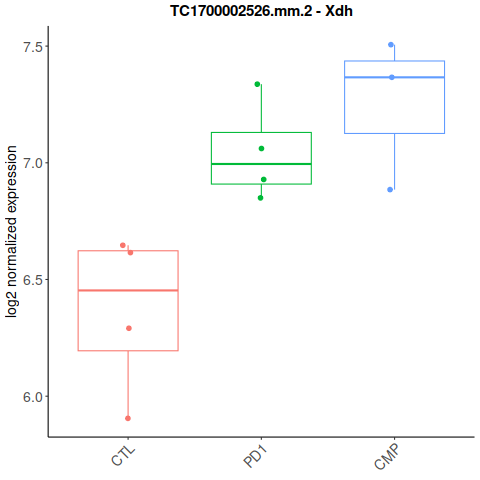 TC1700002526.mm.2 - Xdh
log2 normalized expression
7.5
7.0
6.5
6.0
CTL
PD1
CMP